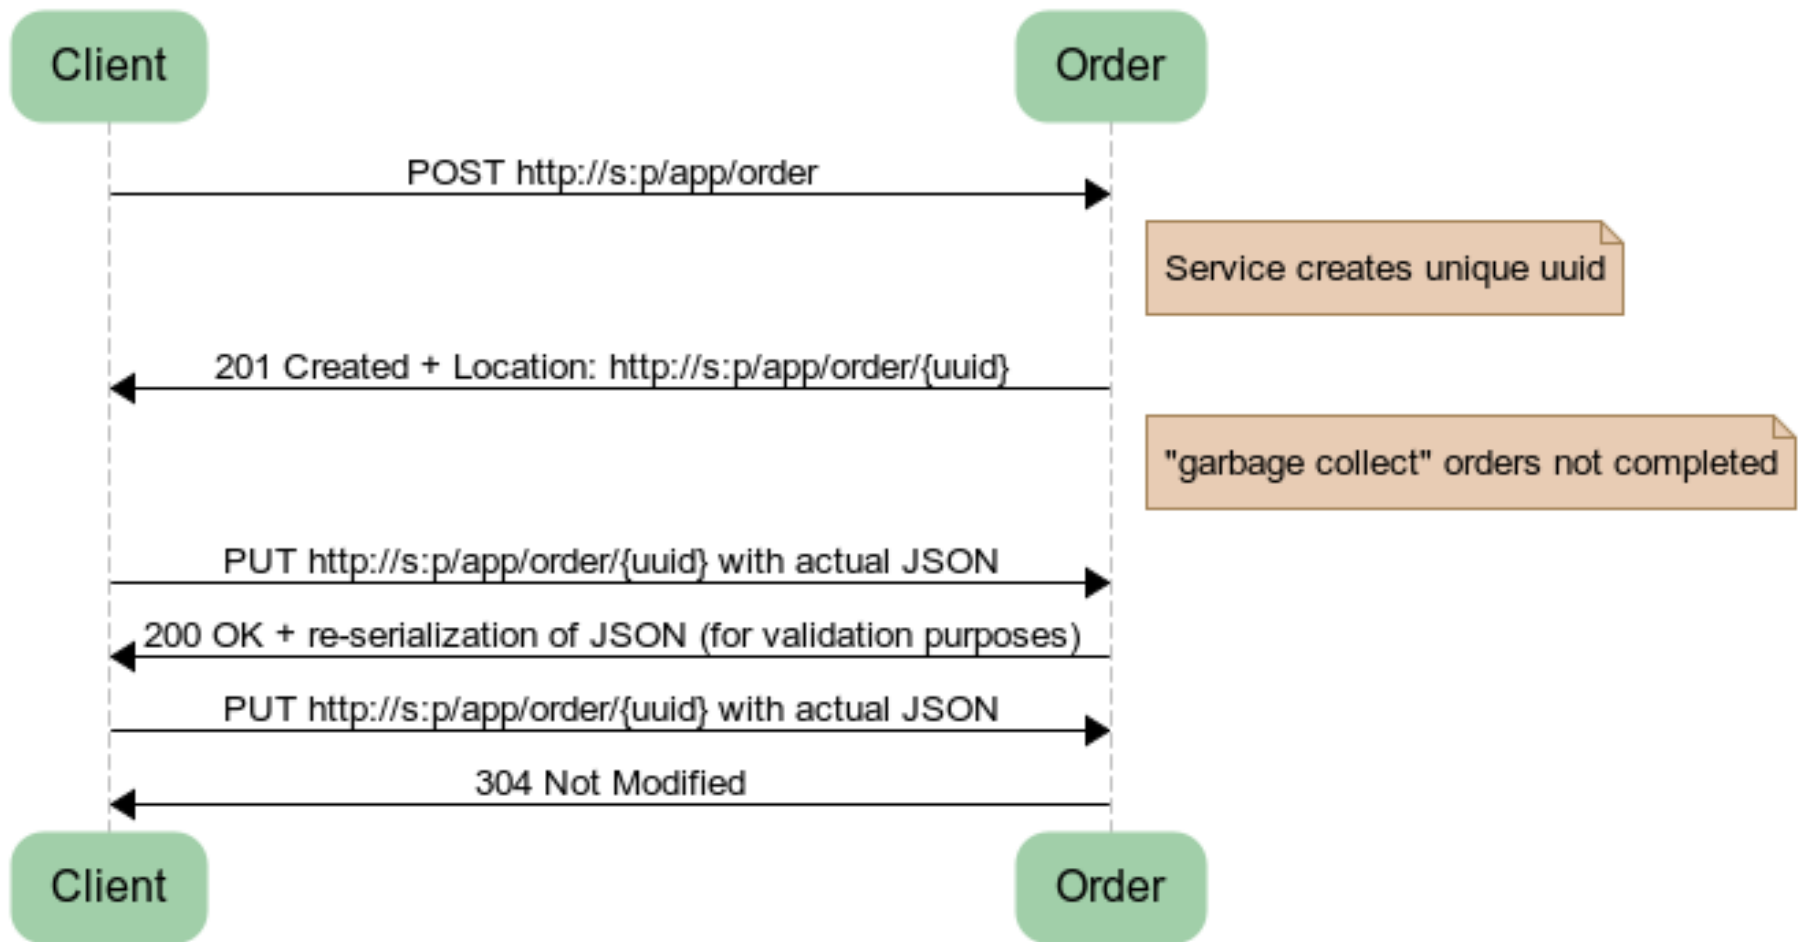 Client
Order
POST http://s:p/app/order
Service creates unique uuid
201 Created + Location: http://s:p/app/order/{uuid}
"garbage collect" orders not completed
PUT http://s:p/app/order/{uuid} with actual JSON
200 OK + re-serialization of JSON (for validation purposes)
PUT http://s:p/app/order/{uuid} with actual JSON
304 Not Modified
Client
Order